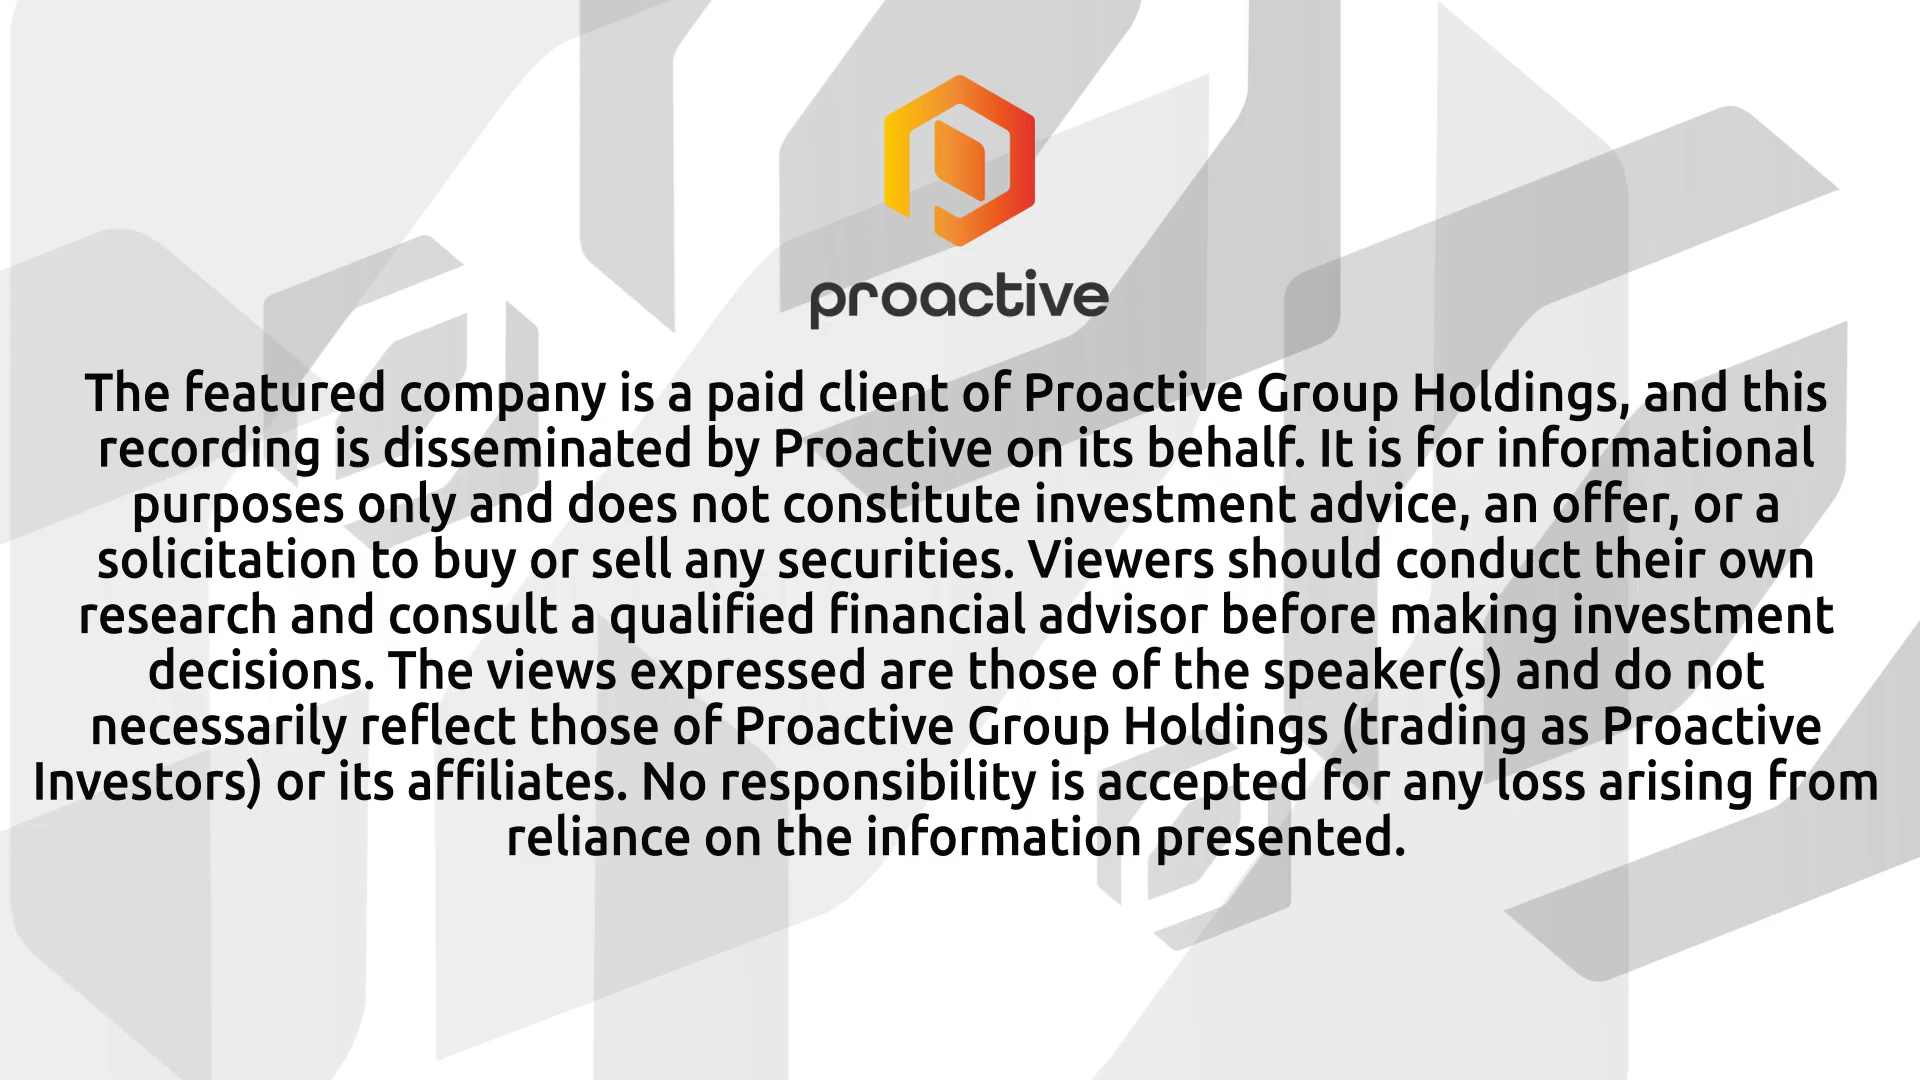 proactive
The featured company is a paid client of Proactive Group Holdings, and this
recording is disseminated by Proactive on its behalf. It is for informational
purposes only and does not constitute investment advice, an offer, or a
solicitation to buy or sell any securities. Viewers should conduct their own
research and consult a qualified financial advisor before making investment
decisions. The views expressed are those of the speaker(s) and do not
necessarily reflect those of Proactive Group Holdings (trading as Proactive
Investors) or its affiliates. No responsibility is accepted for any loss arising from
reliance on the information presented.